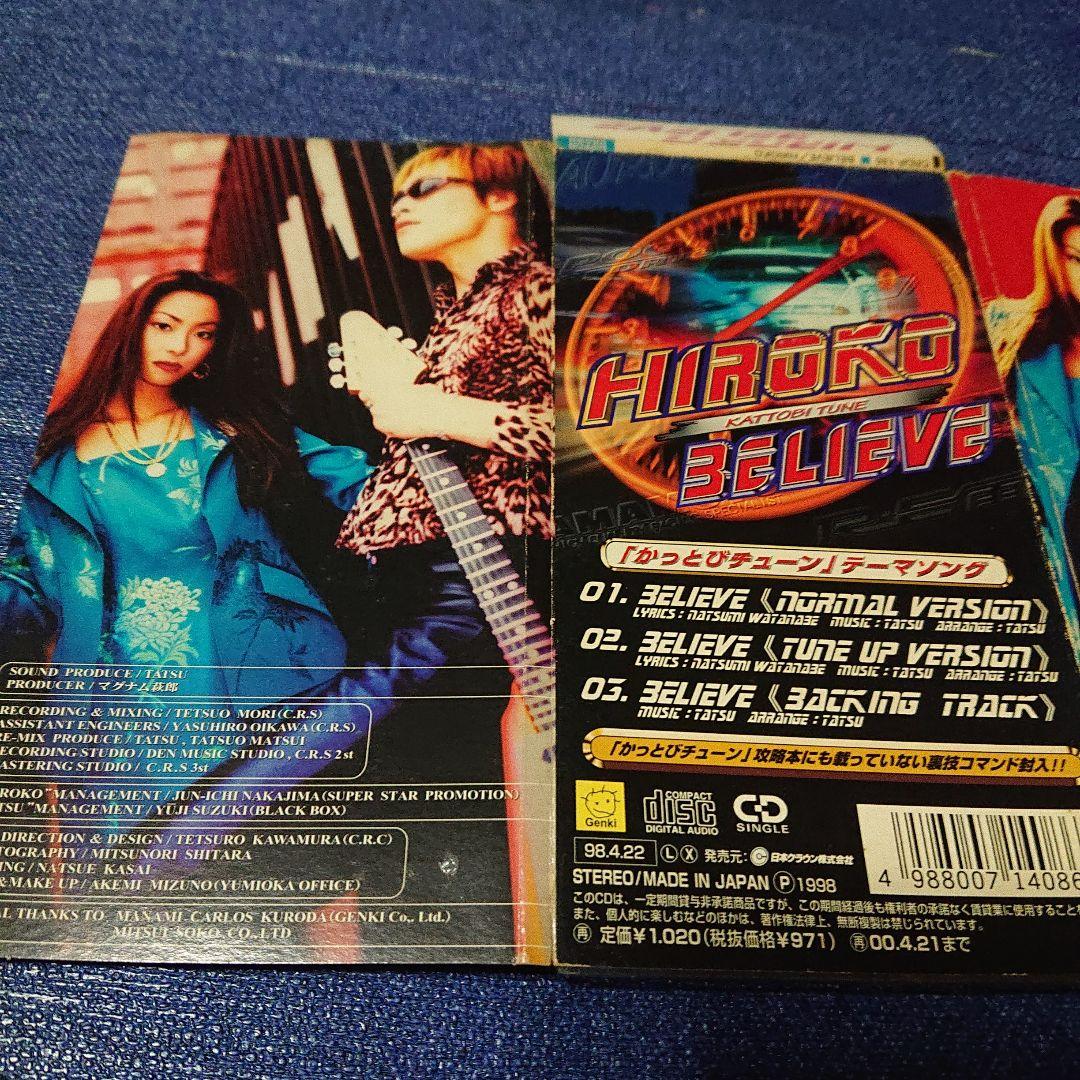 SOUND PRODUCE/TATSU
PRODUCER/マグナム萩郎
RECORDING & MIXING/TETSUO MORI(C.R.S)
ASSISTANT ENGINEERS/YASUHIRO OIKAWA(C.R.S)
RE-MIX PRODUCE/TATSU, TATSUO MATSUI
RECORDING STUDIO/DEN MUSIC STUDIO, C.R.S 2st
MASTERING STUDIO/ C.R.S 3st
ROKO"MANAGEMENT/JUN-ICHI NAKAJIMA(SUPER STAR PROMOTION)
TSU"MANAGEMENT/YUJI SUZUKI(BLACK BOX)
DIRECTION & DESIGN/TETSURO KAWAMURA(C.R.C)
TOGRAPHY/MITSUNORI SHITARA
ING/NATSUE KASAI
&MAKE UP/AKEMI MIZUNO(YUMIOKA OFFICE)
AL THANKS TO, MANAMI CARLOS KURODA(GENKI Co,. Ltd.)
MITSUI SOKO. CO.,LTD
HIROKO
KATTOBI TUNE
BELIEVE
「かっとびチューン」テーマソング
01. BELIEVE《NORMAL VERSION》
LYRICS : NATSUMI WATANABE MUSIC : TATSU ARRANGE : TATSU
02. BELIEVE《TUNE UP VERSION》
LYRICS : NATSUMI WATANABE MUSIC : TATSU ARRANGE : TATSU
03. BELIEVE《BACKING TRACK》
MUSIC : TATSU ARRANGE : TATSU
「かっとびチューン」攻略本にも載っていない裏技コマンド封入!!
Genki
COMPACT disc DIGITAL AUDIO
CD SINGLE
98.4.22 Ⓛ Ⓧ 発売元: 日本クラウン株式会社
STEREO/MADE IN JAPAN Ⓟ 1998
4 988007 14086
このCDは、一定期間貸与非承諾商品ですが、この期間経過後も権利者の承諾なく賃貸業に使用すること
また、個人的に楽しむなどのほかは、著作権法律上、無断複製は禁じられています。
再 定価¥1.020(税抜価格¥971) 再 00.4.21まで